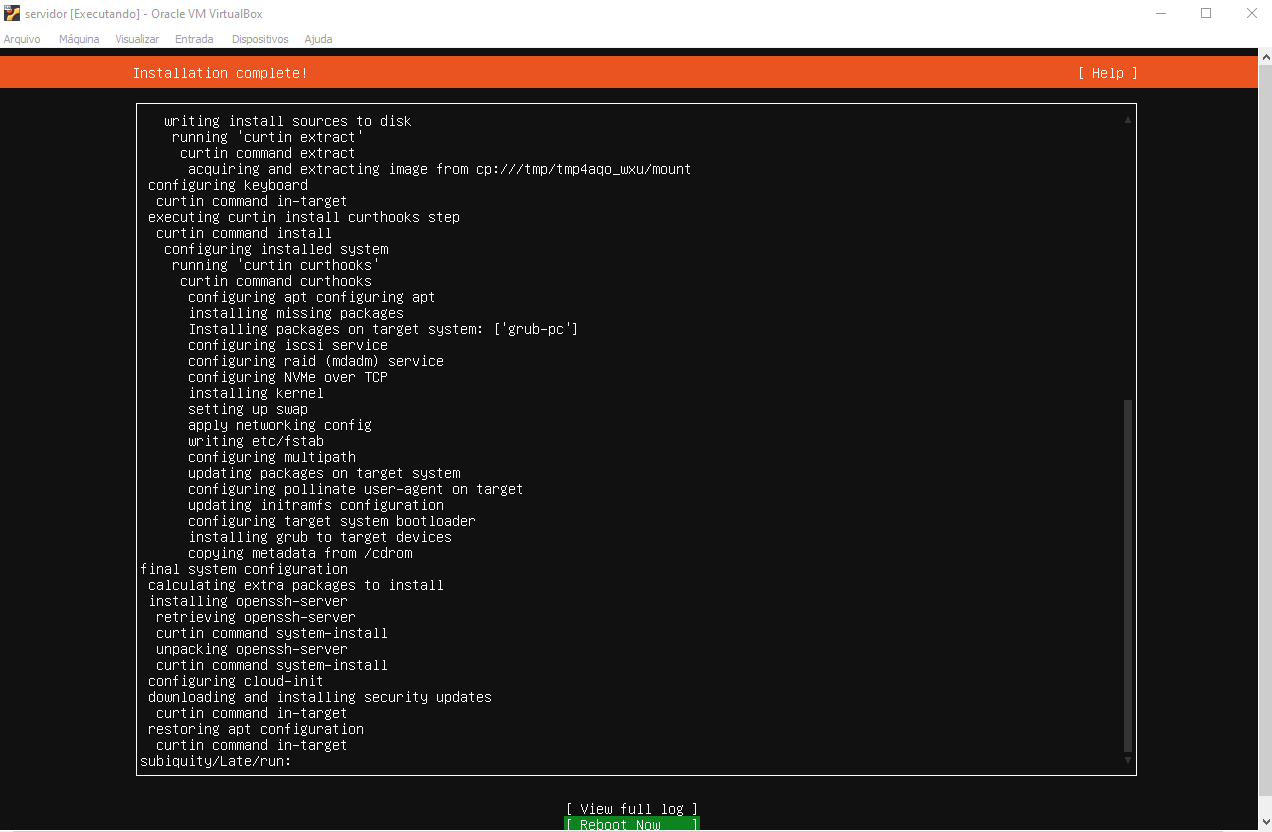 servidor [Executando] - Oracle VM VirtualBox
Arquivo Máquina Visualizar Entrada Dispositivos Ajuda
Installation complete! [ Help ]
writing install sources to disk
running 'curtin extract'
curtin command extract
acquiring and extracting image from cp:///tmp/tmp4aqo_wxu/mount
configuring keyboard
curtin command in-target
executing curtin install curthooks step
curtin command install
configuring installed system
running 'curtin curthooks'
curtin command curthooks
configuring apt configuring apt
installing missing packages
Installing packages on target system: ['grub-pc']
configuring iscsi service
configuring raid (mdadm) service
configuring NVMe over TCP
installing kernel
setting up swap
apply networking config
writing etc/fstab
configuring multipath
updating packages on target system
configuring pollinate user-agent on target
updating initramfs configuration
configuring target system bootloader
installing grub to target devices
copying metadata from /cdrom
final system configuration
calculating extra packages to install
installing openssh-server
retrieving openssh-server
curtin command system-install
unpacking openssh-server
curtin command system-install
configuring cloud-init
downloading and installing security updates
curtin command in-target
restoring apt configuration
curtin command in-target
subiquity/Late/run:
[ View full log ]
[ Reboot Now ]